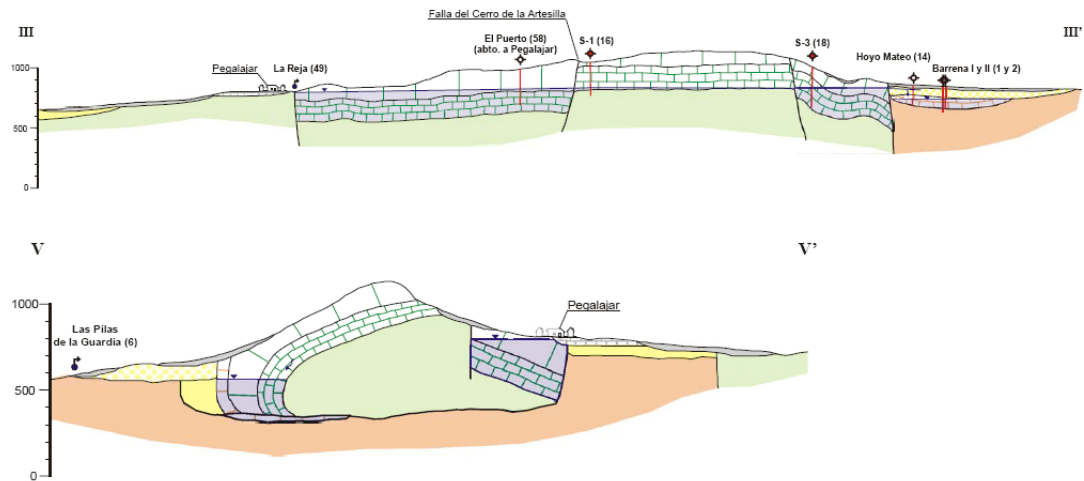 Falla del Cerro de la Artesilla
III
III'
El Puerto (58)
(abto. a Pegalajar)
S-1 (16)
S-3 (18)
Hoyo Mateo (14)
Barrena I y II (1 y 2)
Pegalajar
La Reja (49)
1000
500
0
V
V'
1000
Pegalajar
Las Pilas
de la Guardia (6)
500
0